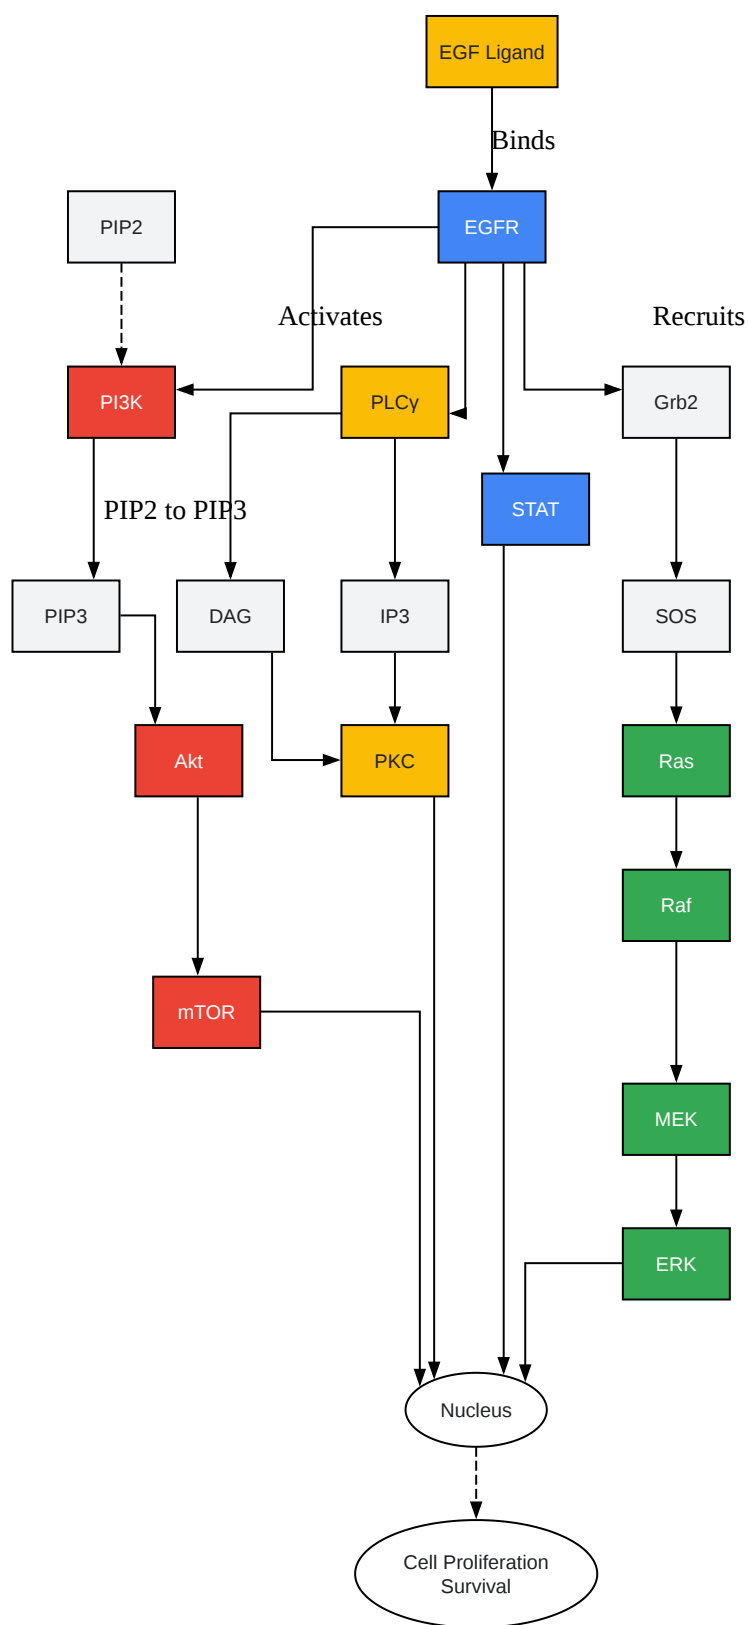 EGF Ligand
Binds
PIP2
EGFR
Activates
Recruits
PI3K
PLCγ
Grb2
PIP2 to PIP3
STAT
PIP3
DAG
IP3
SOS
Akt
PKC
Ras
Raf
mTOR
MEK
ERK
Nucleus
Cell Proliferation
Survival